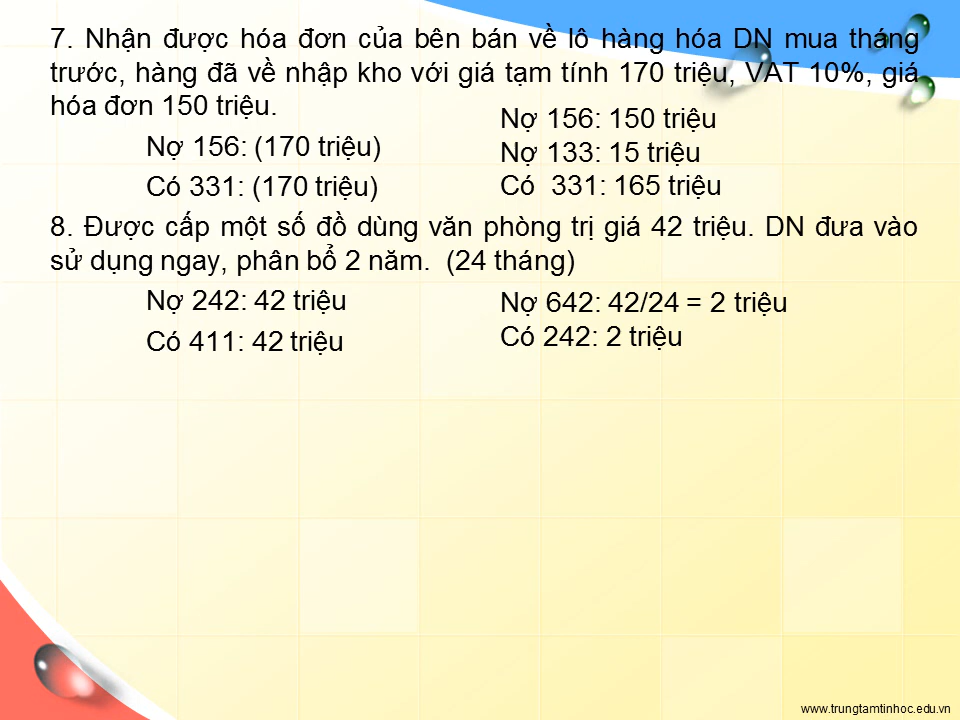 7. Nhận được hóa đơn của bên bán về lô hàng hóa DN mua tháng
trước, hàng đã về nhập kho với giá tạm tính 170 triệu, VAT 10%, giá
hóa đơn 150 triệu.
Nợ 156: (170 triệu)
Có 331: (170 triệu)
Nợ 156: 150 triệu
Nợ 133: 15 triệu
Có 331: 165 triệu
8. Được cấp một số đồ dùng văn phòng trị giá 42 triệu. DN đưa vào
sử dụng ngay, phân bổ 2 năm. (24 tháng)
Nợ 242: 42 triệu
Có 411: 42 triệu
Nợ 642: 42/24 = 2 triệu
Có 242: 2 triệu
www.trungtamtinhoc.edu.vn